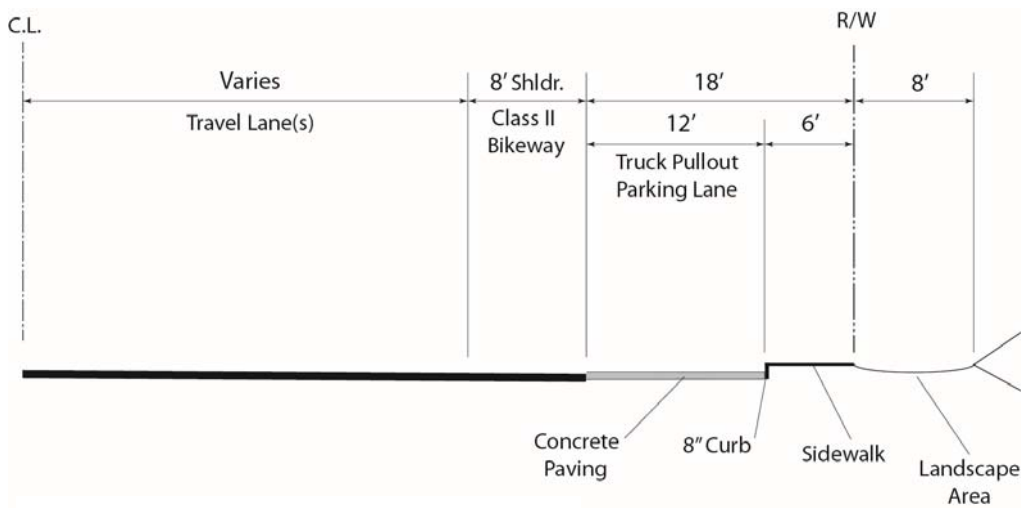 C.L.
R/W
Varies
8’ Shldr.
18’
8’
Travel Lane(s)
Class II
Bikeway
12’
6’
Truck Pullout
Parking Lane
Concrete
Paving
8” Curb
Sidewalk
Landscape
Area